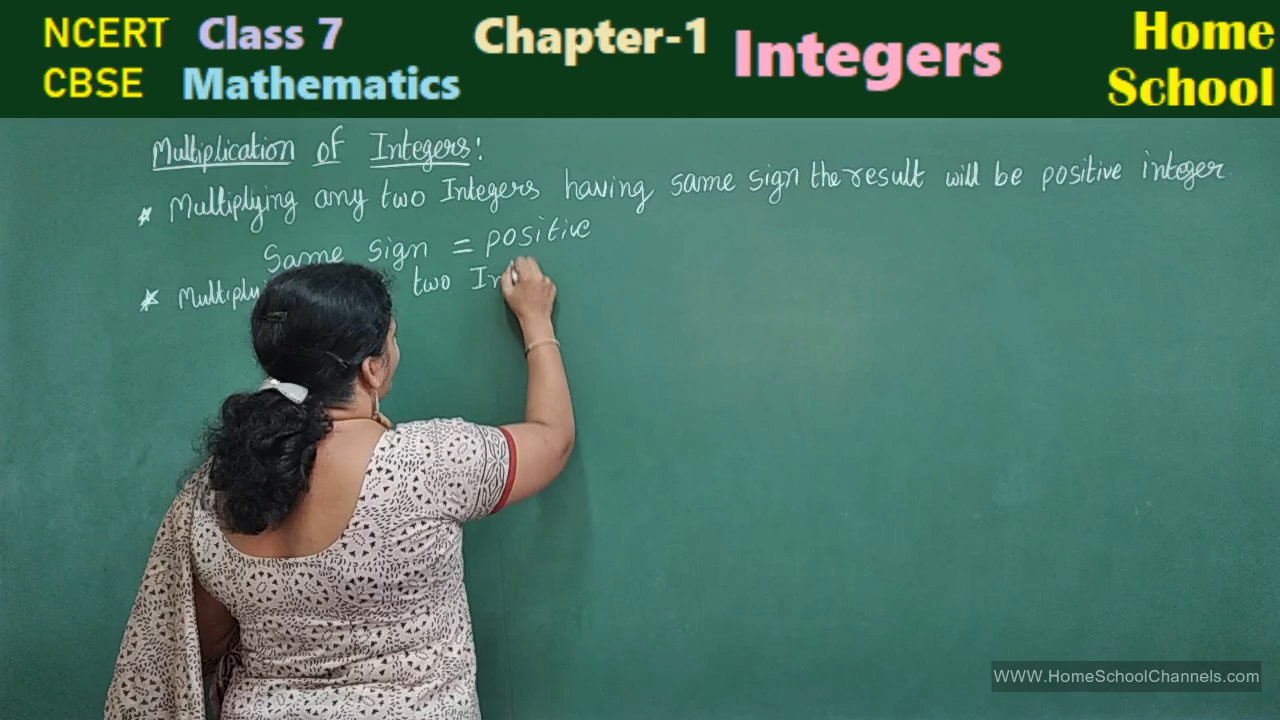 NCERT Class 7 Chapter-1 Integers Home
CBSE Mathematics School
Multiplication of Integers:
* Multiplying any two Integers having same sign the result will be positive integer.
Same sign = positive
* two
WWW.HomeSchoolChannels.com